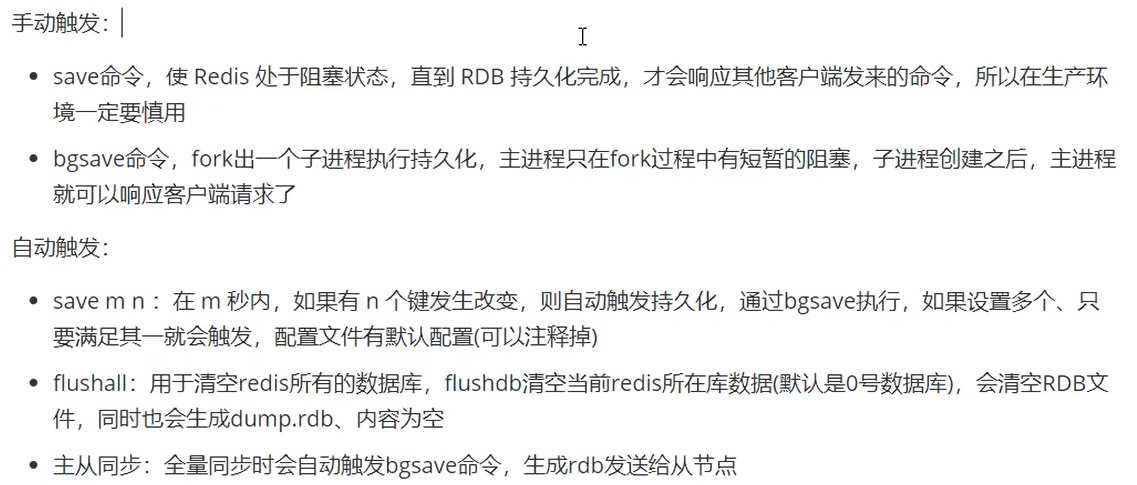 手动触发：
save命令，使 Redis 处于阻塞状态，直到 RDB 持久化完成，才会响应其他客户端发来的命令，所以在生产环
境一定要慎用
bgsave命令，fork出一个子进程执行持久化，主进程只在fork过程中有短暂的阻塞，子进程创建之后，主进程
就可以响应客户端请求了
自动触发：
save m n ：在 m 秒内，如果有 n 个键发生改变，则自动触发持久化，通过bgsave执行，如果设置多个、只
要满足其一就会触发，配置文件有默认配置(可以注释掉)
flushall：用于清空redis所有的数据库，flushdb清空当前redis所在库数据(默认是0号数据库)，会清空RDB文
件，同时也会生成dump.rdb、内容为空
主从同步：全量同步时会自动触发bgsave命令，生成rdb发送给从节点